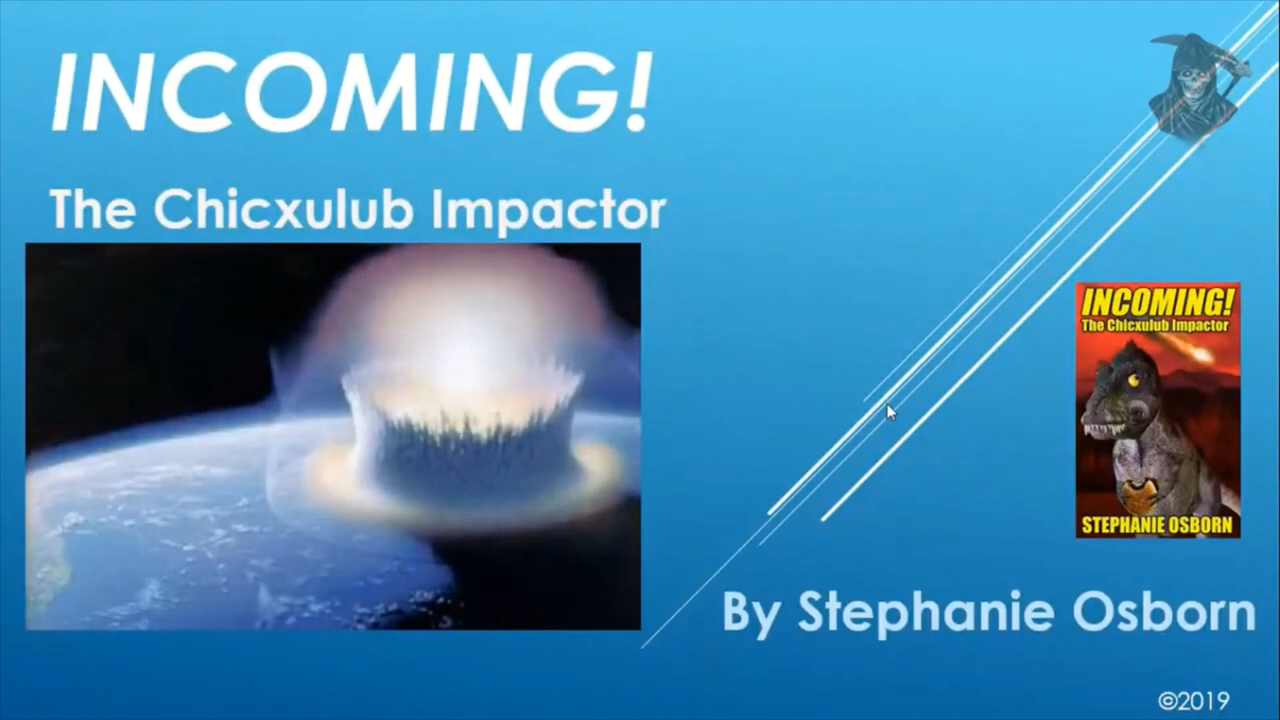 INCOMING!
The Chicxulub Impactor
INCOMING!
The Chicxulub Impactor
STEPHANIE OSBORN
By Stephanie Osborn
©2019